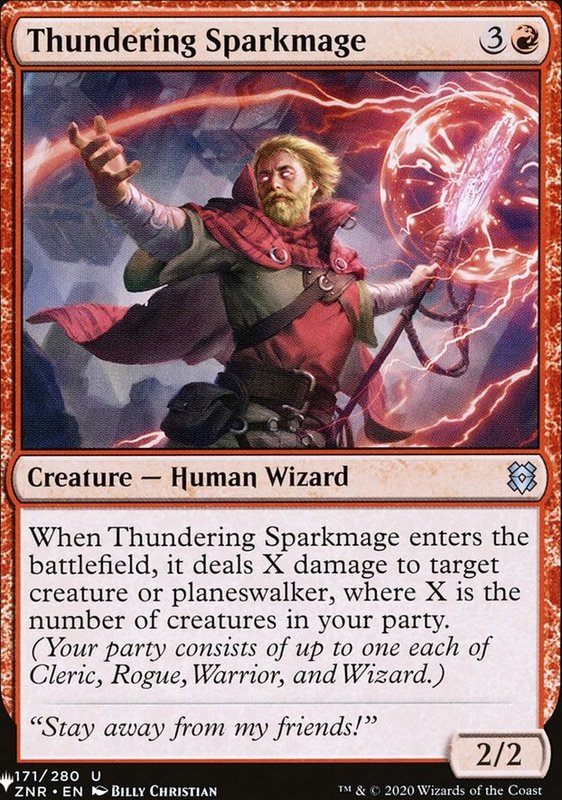 Thundering Sparkmage 3
Creature — Human Wizard
When Thundering Sparkmage enters the
battlefield, it deals X damage to target
creature or planeswalker, where X is the
number of creatures in your party.
(Your party consists of up to one each of
Cleric, Rogue, Warrior, and Wizard.)
“Stay away from my friends!”
2/2
171/280 U
ZNR • EN BILLY CHRISTIAN
™ & © 2020 Wizards of the Coast